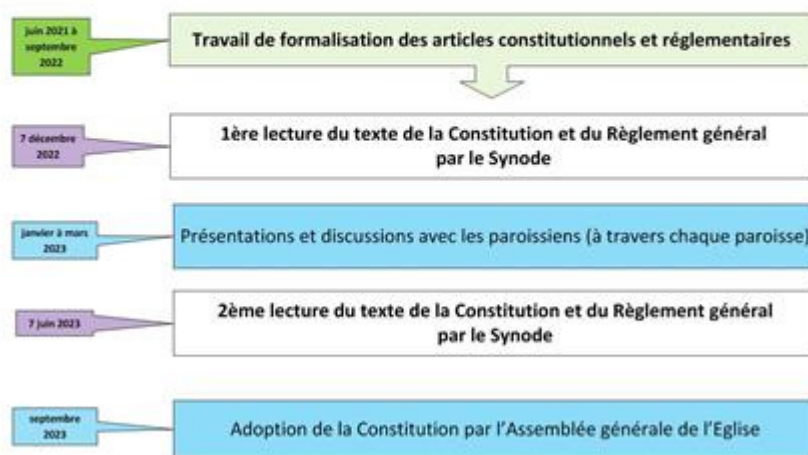 juin 2021 à
septembre
2022
Travail de formalisation des articles constitutionnels et réglementaires
7 décembre
2022
1ère lecture du texte de la Constitution et du Règlement général
par le Synode
janvier à mars
2023
Présentations et discussions avec les paroissiens (à travers chaque paroisse)
7 juin 2023
2ème lecture du texte de la Constitution et du Règlement général
par le Synode
septembre
2023
Adoption de la Constitution par l'Assemblée générale de l'Eglise